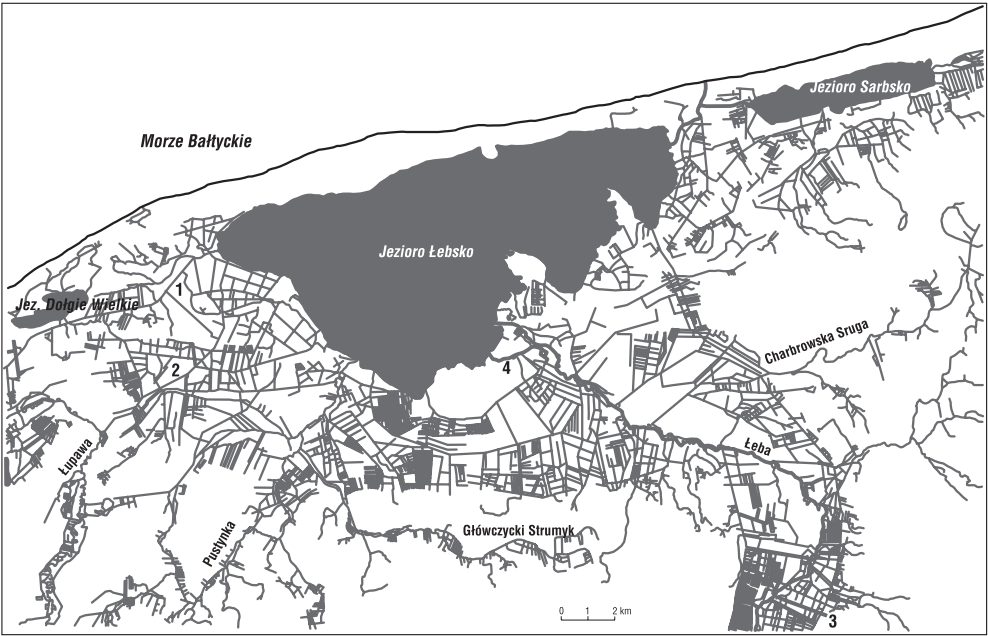 Jezioro Sarbsko
Morze Bałtyckie
Jezioro Łebsko
1
Jez. Dołgie Wielkie
Charbrowska Sruga
2
4
Łupawa
Łeba
Pustynka
Główczycki Strumyk
0 1 2 km
3